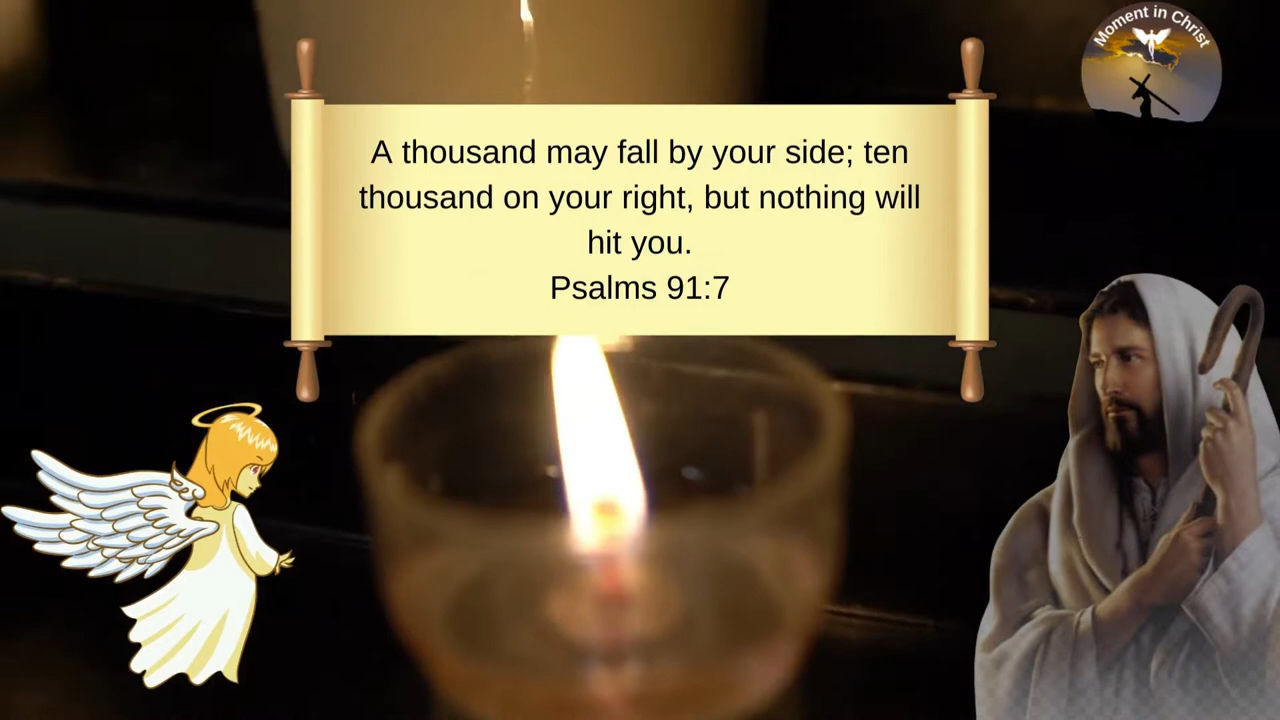 Moment in Christ
A thousand may fall by your side; ten
thousand on your right, but nothing will
hit you.
Psalms 91:7